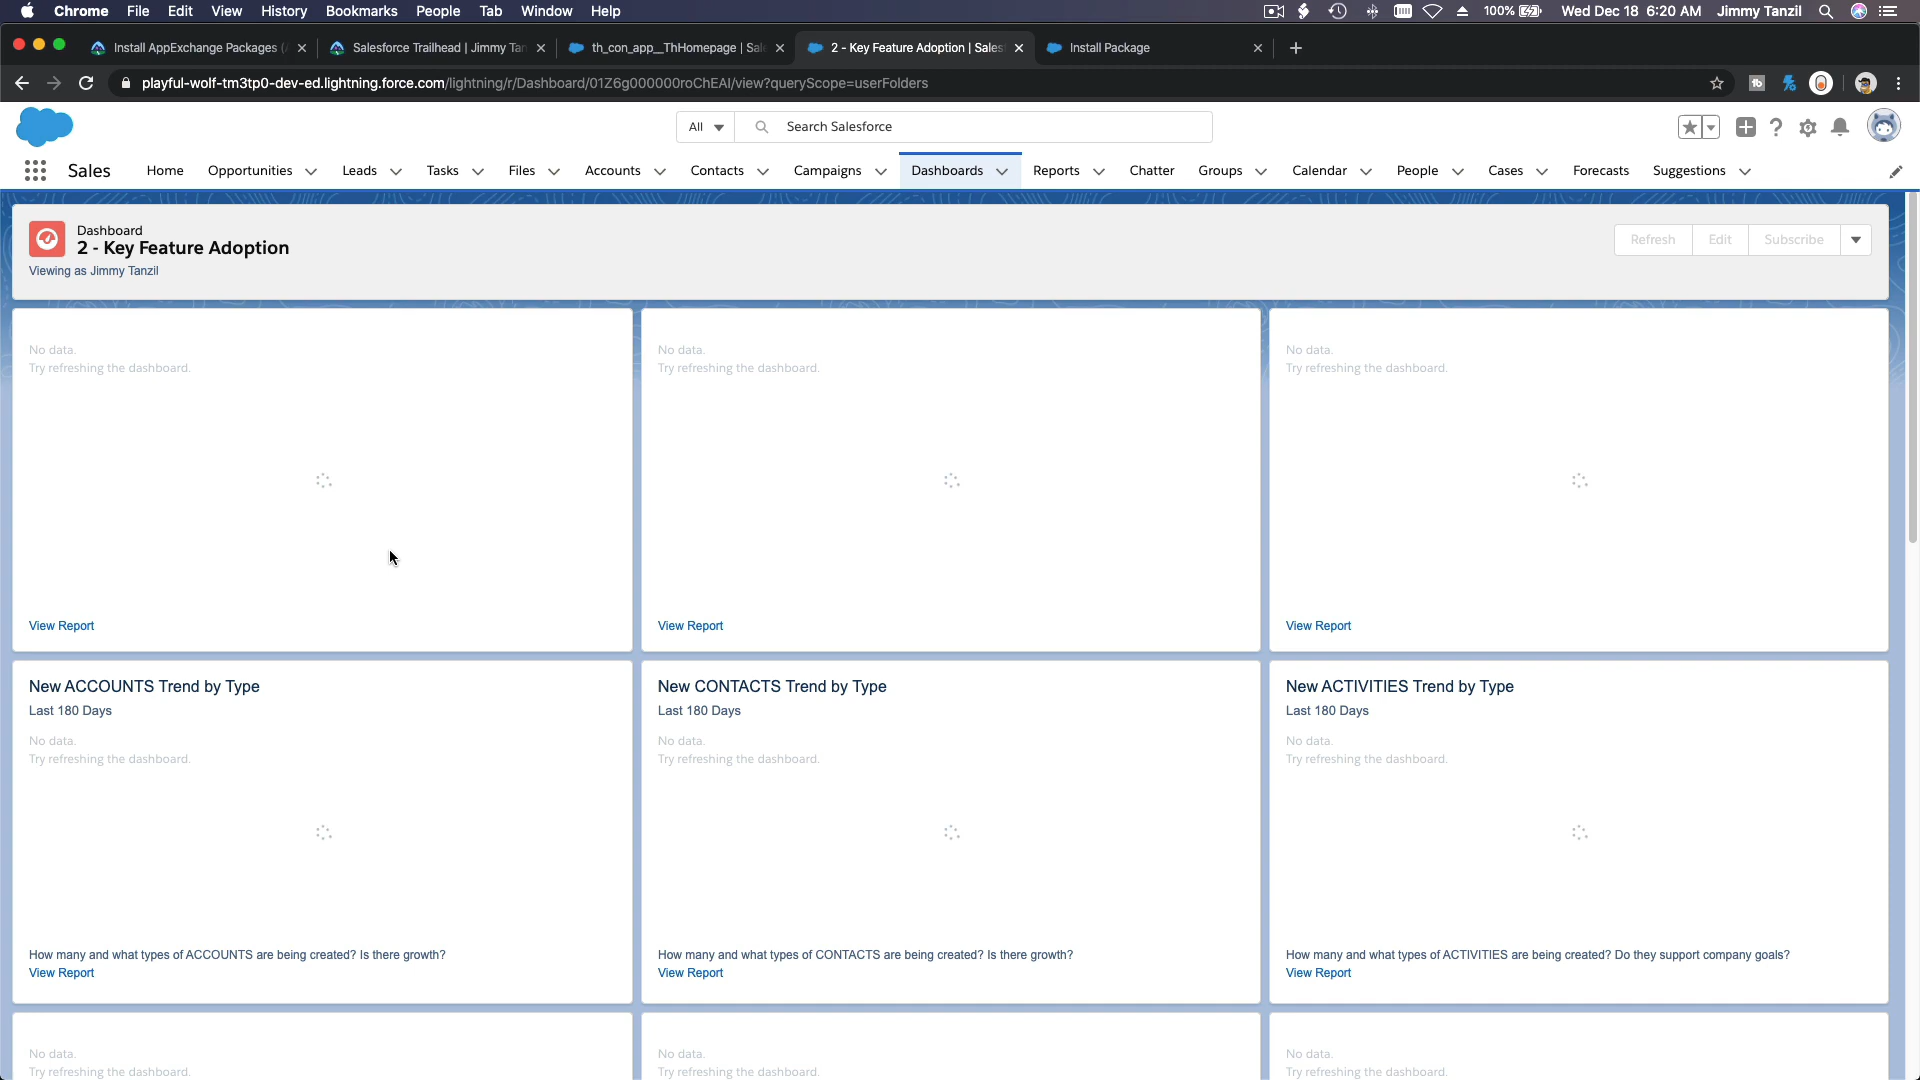 Chrome File Edit View History Bookmarks People Tab Window Help 100% Wed Dec 18 6:20 AM Jimmy Tanzil
Install AppExchange Packages ( Salesforce Trailhead | Jimmy Tan th_con_app__ThHomepage | Sal 2 - Key Feature Adoption | Sales Install Package
playful-wolf-tm3tp0-dev-ed.lightning.force.com/lightning/r/Dashboard/01Z6g000000roChEAI/view?queryScope=userFolders
All Search Salesforce
Sales Home Opportunities Leads Tasks Files Accounts Contacts Campaigns Dashboards Reports Chatter Groups Calendar People Cases Forecasts Suggestions
Dashboard
2 - Key Feature Adoption
Viewing as Jimmy Tanzil
Refresh Edit Subscribe
No data. No data. No data.
Try refreshing the dashboard. Try refreshing the dashboard. Try refreshing the dashboard.
View Report View Report View Report
New ACCOUNTS Trend by Type New CONTACTS Trend by Type New ACTIVITIES Trend by Type
Last 180 Days Last 180 Days Last 180 Days
No data. No data. No data.
Try refreshing the dashboard. Try refreshing the dashboard. Try refreshing the dashboard.
How many and what types of ACCOUNTS are being created? Is there growth? How many and what types of CONTACTS are being created? Is there growth? How many and what types of ACTIVITIES are being created? Do they support company goals?
View Report View Report View Report
No data. No data. No data.
Try refreshing the dashboard. Try refreshing the dashboard. Try refreshing the dashboard.